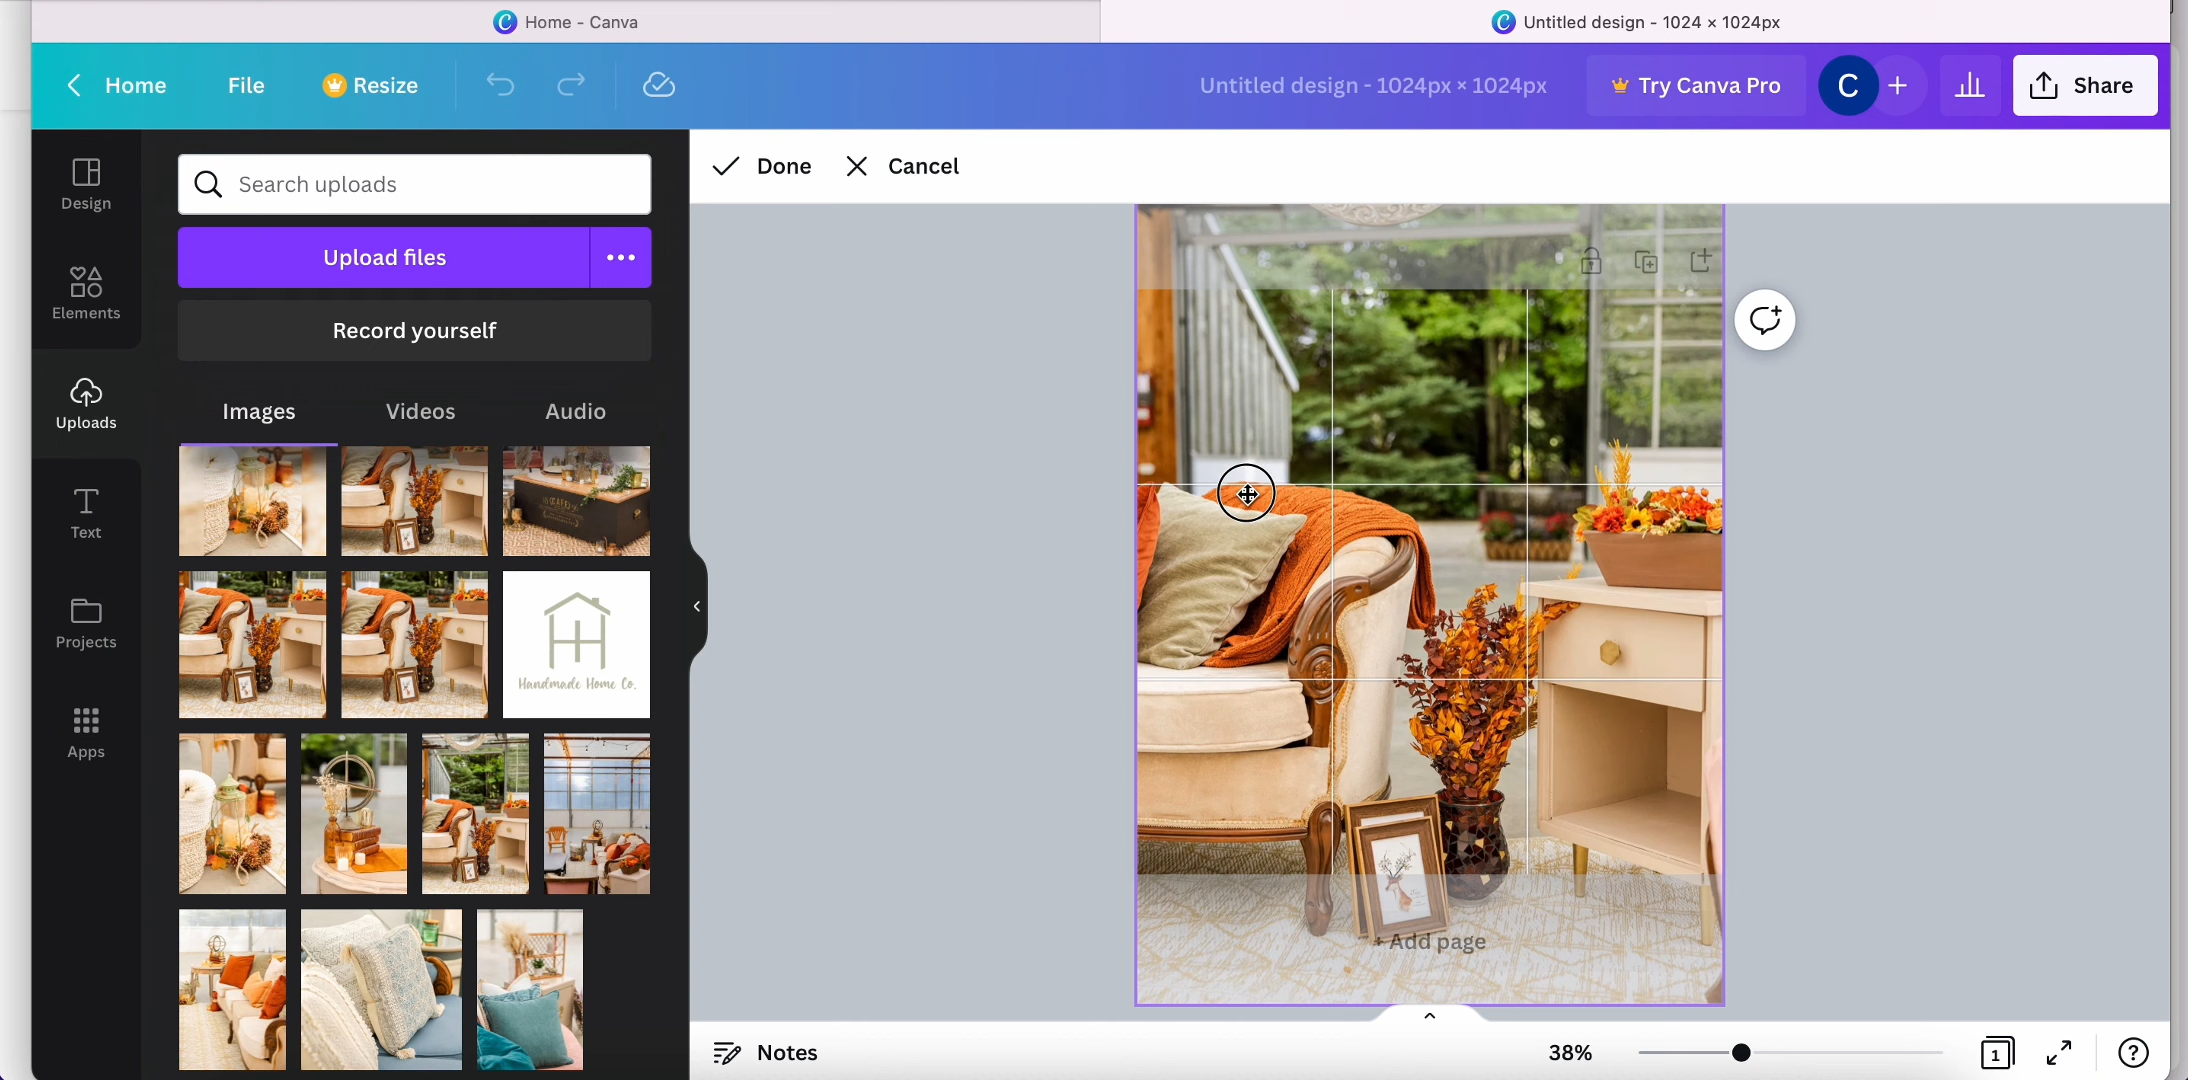 Home - Canva
Untitled design - 1024 × 1024px
Home
File
Resize
Untitled design - 1024px × 1024px
Try Canva Pro
C
Share
Design
Elements
Uploads
Text
Projects
Apps
Search uploads
Upload files
Record yourself
Images
Videos
Audio
Handmade Home Co.
Done
Cancel
+ Add page
Notes
38%
1